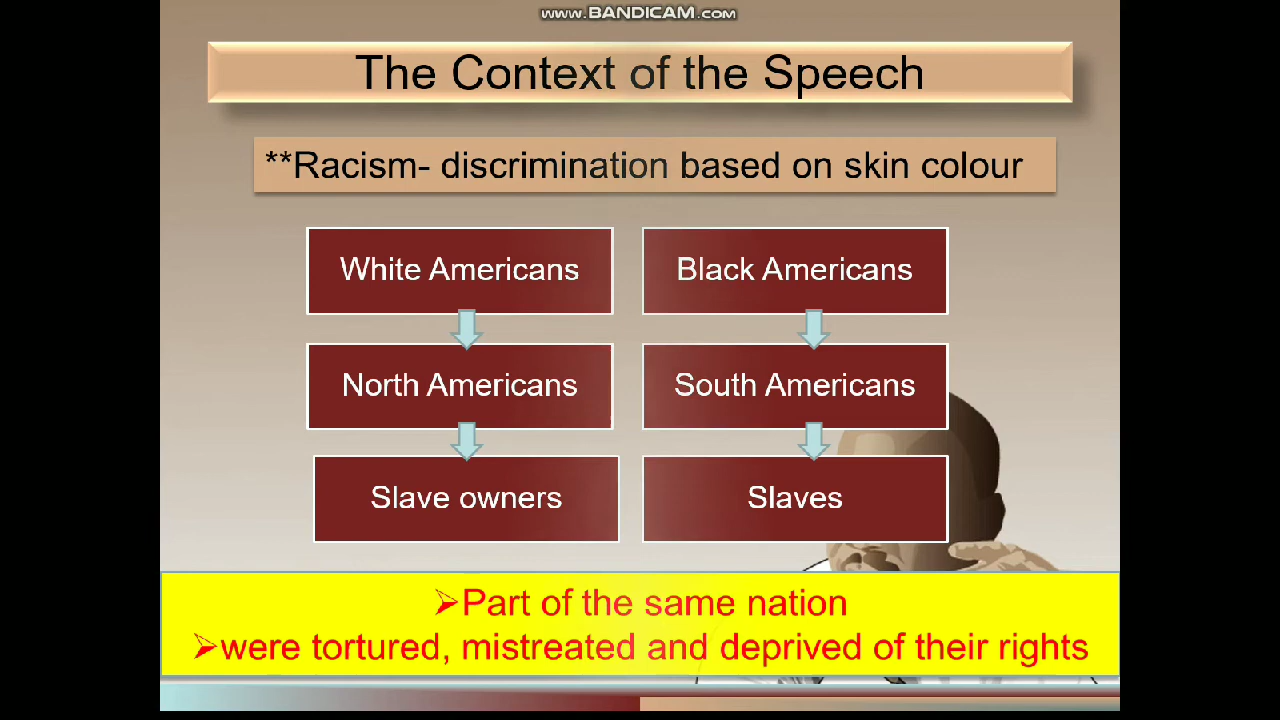 www.BANDICAM.com
The Context of the Speech
**Racism- discrimination based on skin colour
White Americans
Black Americans
North Americans
South Americans
Slave owners
Slaves
➢Part of the same nation
➢were tortured, mistreated and deprived of their rights